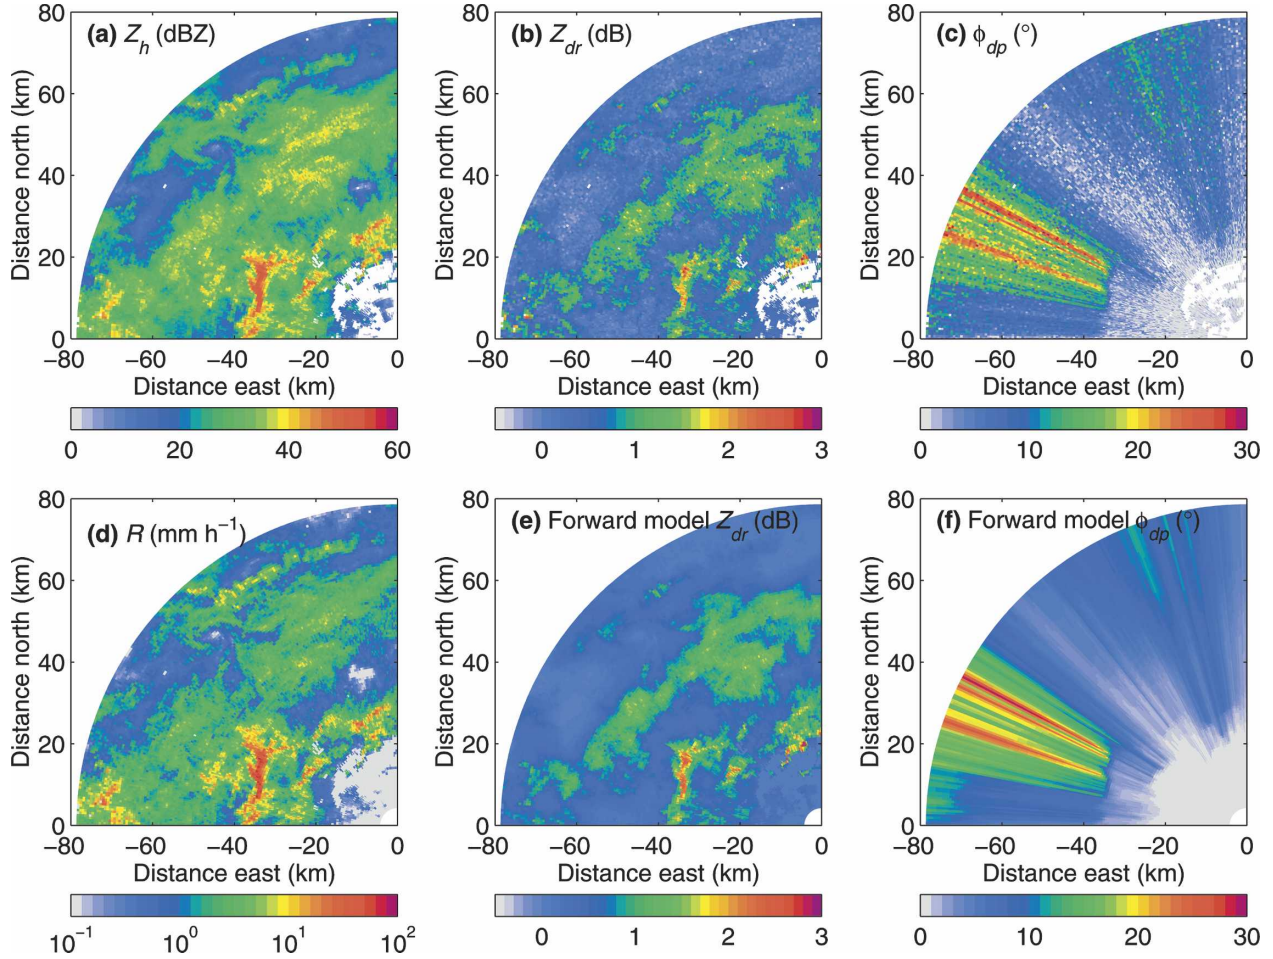 (a) Z_h (dBZ)
(b) Z_dr (dB)
(c) ϕ_dp (°)
Distance north (km)
80
60
40
20
0
−80 −60 −40 −20 0
Distance east (km)
0 20 40 60
Distance north (km)
80
60
40
20
0
−80 −60 −40 −20 0
Distance east (km)
0 1 2 3
Distance north (km)
80
60
40
20
0
−80 −60 −40 −20 0
Distance east (km)
0 10 20 30
(d) R (mm h⁻¹)
(e) Forward model Z_dr (dB)
(f) Forward model ϕ_dp (°)
Distance north (km)
80
60
40
20
0
−80 −60 −40 −20 0
Distance east (km)
10⁻¹ 10⁰ 10¹ 10²
Distance north (km)
80
60
40
20
0
−80 −60 −40 −20 0
Distance east (km)
0 1 2 3
Distance north (km)
80
60
40
20
0
−80 −60 −40 −20 0
Distance east (km)
0 10 20 30